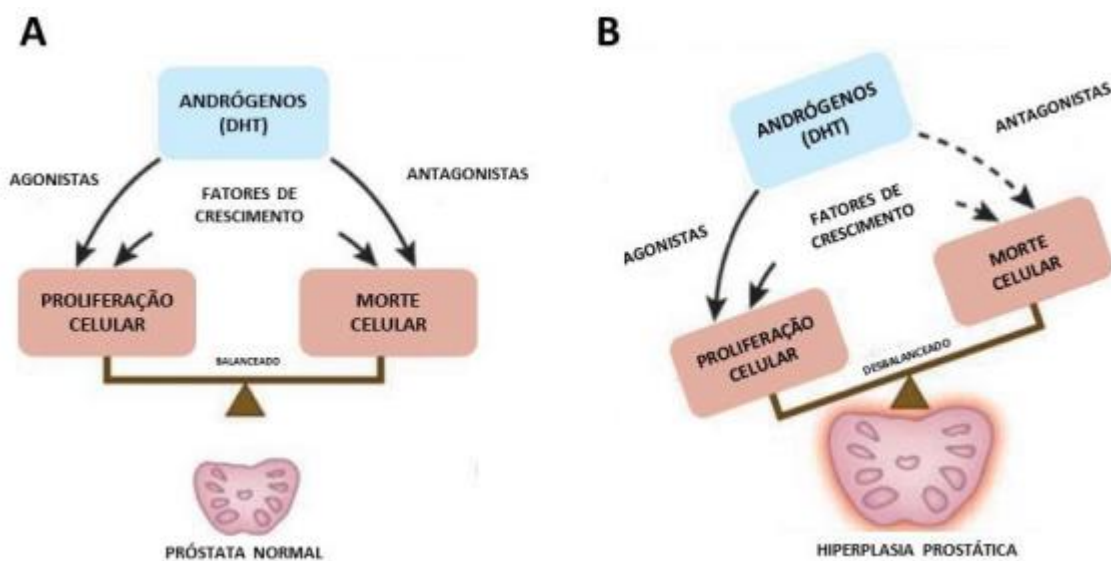 A
ANDRÓGENOS
(DHT)
AGONISTAS
ANTAGONISTAS
FATORES DE
CRESCIMENTO
PROLIFERAÇÃO
CELULAR
MORTE
CELULAR
BALANCEADO
PRÓSTATA NORMAL
B
ANDRÓGENOS
(DHT)
ANTAGONISTAS
AGONISTAS
FATORES DE
CRESCIMENTO
MORTE
CELULAR
PROLIFERAÇÃO
CELULAR
DESBALANCEADO
HIPERPLASIA PROSTÁTICA